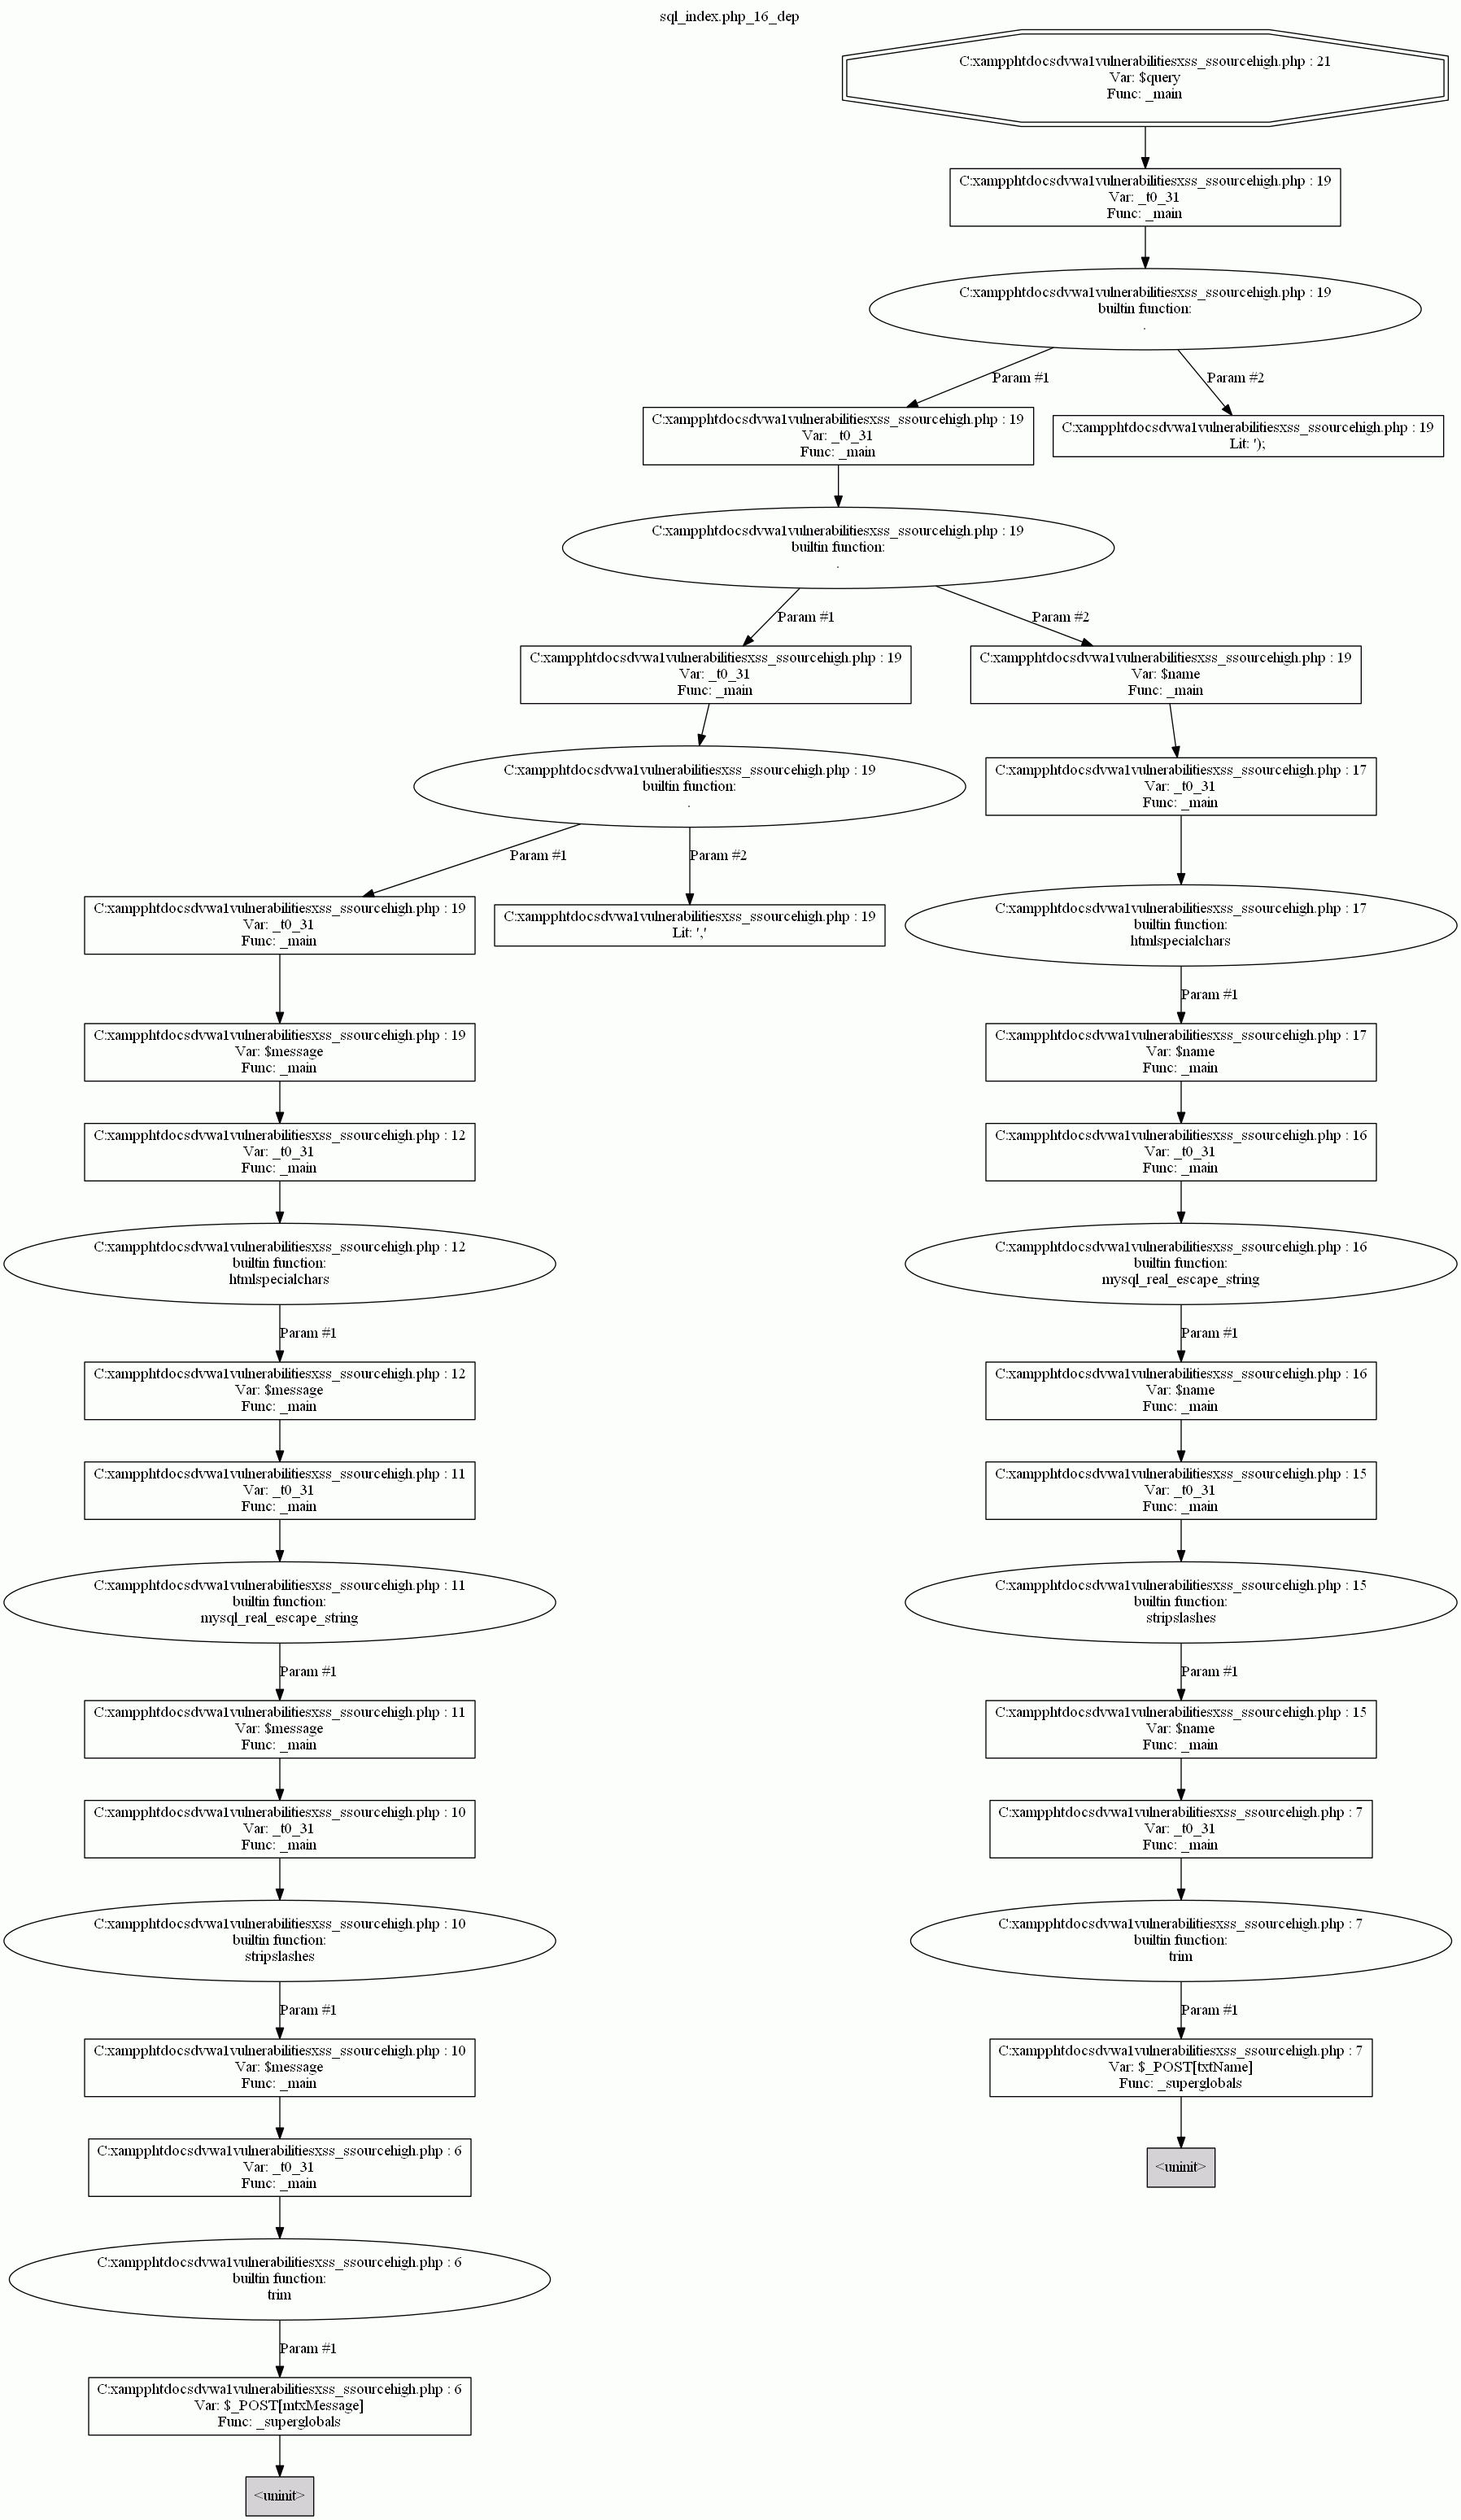 sql_index.php_16_dep
C:xampphtdocsdvwa1vulnerabilitiesxss_ssourcehigh.php : 21
Var: $query
Func: _main
C:xampphtdocsdvwa1vulnerabilitiesxss_ssourcehigh.php : 19
Var: _t0_31
Func: _main
C:xampphtdocsdvwa1vulnerabilitiesxss_ssourcehigh.php : 19
builtin function:
.
Param #1
Param #2
C:xampphtdocsdvwa1vulnerabilitiesxss_ssourcehigh.php : 19
Var: _t0_31
Func: _main
C:xampphtdocsdvwa1vulnerabilitiesxss_ssourcehigh.php : 19
Lit: ');
C:xampphtdocsdvwa1vulnerabilitiesxss_ssourcehigh.php : 19
builtin function:
.
Param #1
Param #2
C:xampphtdocsdvwa1vulnerabilitiesxss_ssourcehigh.php : 19
Var: _t0_31
Func: _main
C:xampphtdocsdvwa1vulnerabilitiesxss_ssourcehigh.php : 19
Var: $name
Func: _main
C:xampphtdocsdvwa1vulnerabilitiesxss_ssourcehigh.php : 19
builtin function:
.
C:xampphtdocsdvwa1vulnerabilitiesxss_ssourcehigh.php : 17
Var: _t0_31
Func: _main
Param #1
Param #2
C:xampphtdocsdvwa1vulnerabilitiesxss_ssourcehigh.php : 19
Var: _t0_31
Func: _main
C:xampphtdocsdvwa1vulnerabilitiesxss_ssourcehigh.php : 19
Lit: ','
C:xampphtdocsdvwa1vulnerabilitiesxss_ssourcehigh.php : 17
builtin function:
htmlspecialchars
Param #1
C:xampphtdocsdvwa1vulnerabilitiesxss_ssourcehigh.php : 19
Var: $message
Func: _main
C:xampphtdocsdvwa1vulnerabilitiesxss_ssourcehigh.php : 17
Var: $name
Func: _main
C:xampphtdocsdvwa1vulnerabilitiesxss_ssourcehigh.php : 12
Var: _t0_31
Func: _main
C:xampphtdocsdvwa1vulnerabilitiesxss_ssourcehigh.php : 16
Var: _t0_31
Func: _main
C:xampphtdocsdvwa1vulnerabilitiesxss_ssourcehigh.php : 12
builtin function:
htmlspecialchars
C:xampphtdocsdvwa1vulnerabilitiesxss_ssourcehigh.php : 16
builtin function:
mysql_real_escape_string
Param #1
Param #1
C:xampphtdocsdvwa1vulnerabilitiesxss_ssourcehigh.php : 12
Var: $message
Func: _main
C:xampphtdocsdvwa1vulnerabilitiesxss_ssourcehigh.php : 16
Var: $name
Func: _main
C:xampphtdocsdvwa1vulnerabilitiesxss_ssourcehigh.php : 11
Var: _t0_31
Func: _main
C:xampphtdocsdvwa1vulnerabilitiesxss_ssourcehigh.php : 15
Var: _t0_31
Func: _main
C:xampphtdocsdvwa1vulnerabilitiesxss_ssourcehigh.php : 11
builtin function:
mysql_real_escape_string
C:xampphtdocsdvwa1vulnerabilitiesxss_ssourcehigh.php : 15
builtin function:
stripslashes
Param #1
Param #1
C:xampphtdocsdvwa1vulnerabilitiesxss_ssourcehigh.php : 11
Var: $message
Func: _main
C:xampphtdocsdvwa1vulnerabilitiesxss_ssourcehigh.php : 15
Var: $name
Func: _main
C:xampphtdocsdvwa1vulnerabilitiesxss_ssourcehigh.php : 10
Var: _t0_31
Func: _main
C:xampphtdocsdvwa1vulnerabilitiesxss_ssourcehigh.php : 7
Var: _t0_31
Func: _main
C:xampphtdocsdvwa1vulnerabilitiesxss_ssourcehigh.php : 10
builtin function:
stripslashes
C:xampphtdocsdvwa1vulnerabilitiesxss_ssourcehigh.php : 7
builtin function:
trim
Param #1
Param #1
C:xampphtdocsdvwa1vulnerabilitiesxss_ssourcehigh.php : 10
Var: $message
Func: _main
C:xampphtdocsdvwa1vulnerabilitiesxss_ssourcehigh.php : 7
Var: $_POST[txtName]
Func: _superglobals
C:xampphtdocsdvwa1vulnerabilitiesxss_ssourcehigh.php : 6
Var: _t0_31
Func: _main
&lt;uninit&gt;
C:xampphtdocsdvwa1vulnerabilitiesxss_ssourcehigh.php : 6
builtin function:
trim
Param #1
C:xampphtdocsdvwa1vulnerabilitiesxss_ssourcehigh.php : 6
Var: $_POST[mtxMessage]
Func: _superglobals
&lt;uninit&gt;